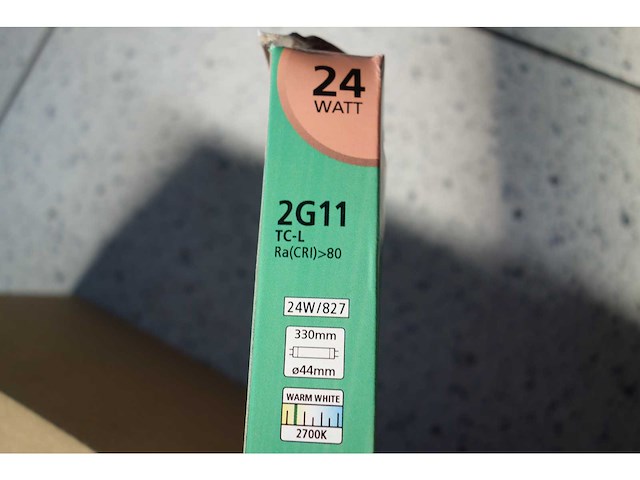 24
WATT
2G11
TC-L
Ra(CRI)>80
24W/827
330mm
ø44mm
WARM WHITE
2700K